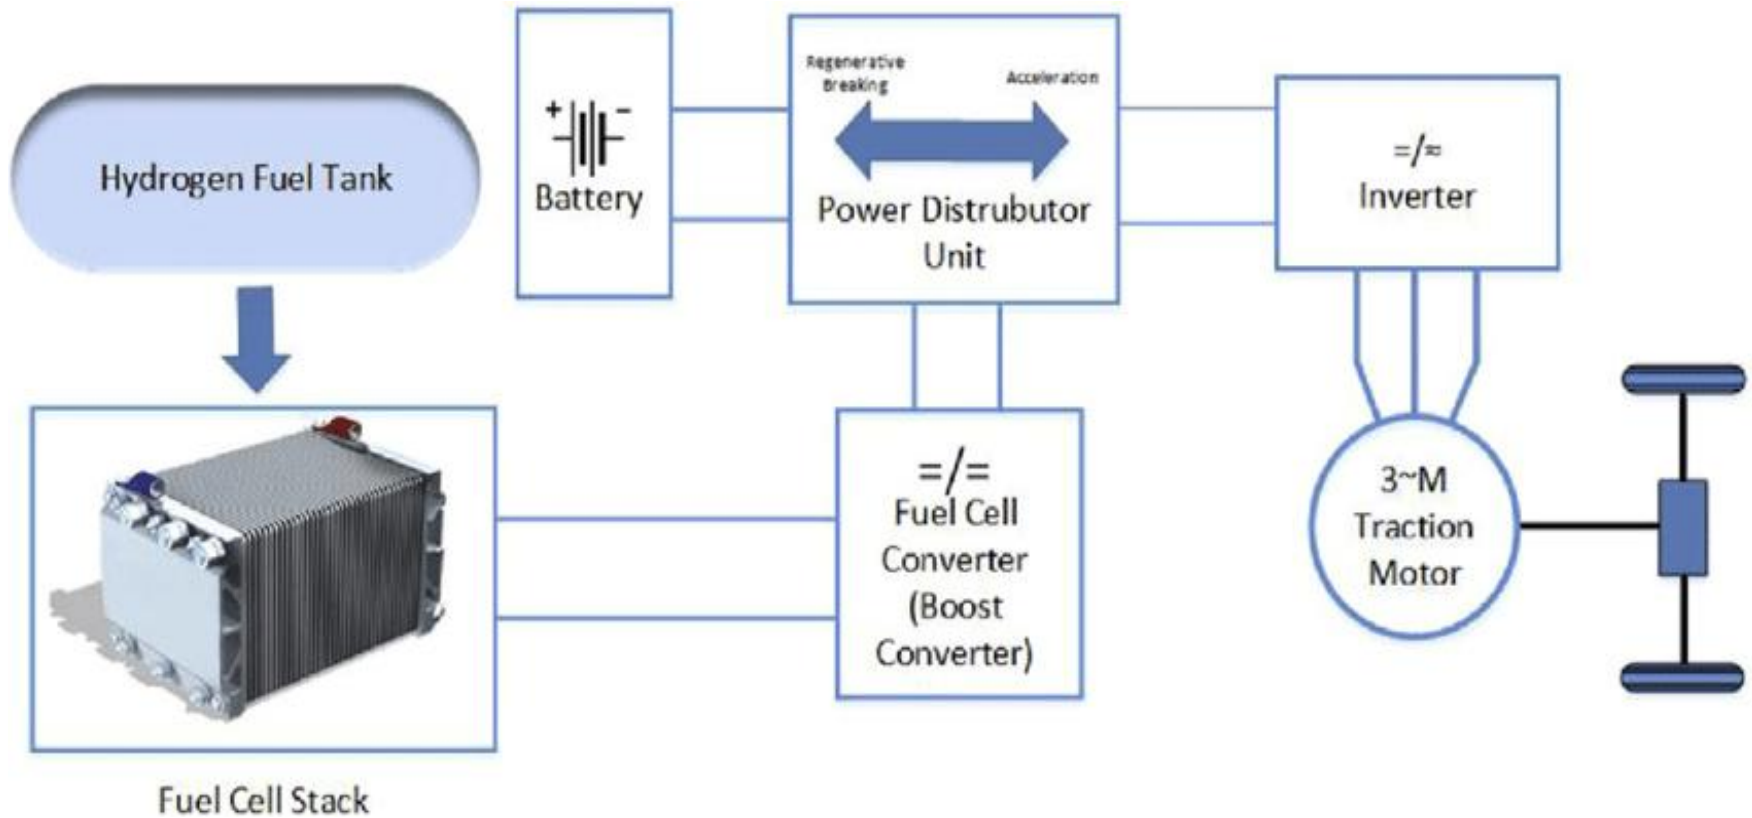 Hydrogen Fuel Tank
+ −
Battery
Regenerative
Breaking
Acceleration
Power Distrubutor
Unit
=/≈
Inverter
=/=
Fuel Cell
Converter
(Boost
Converter)
3~M
Traction
Motor
Fuel Cell Stack